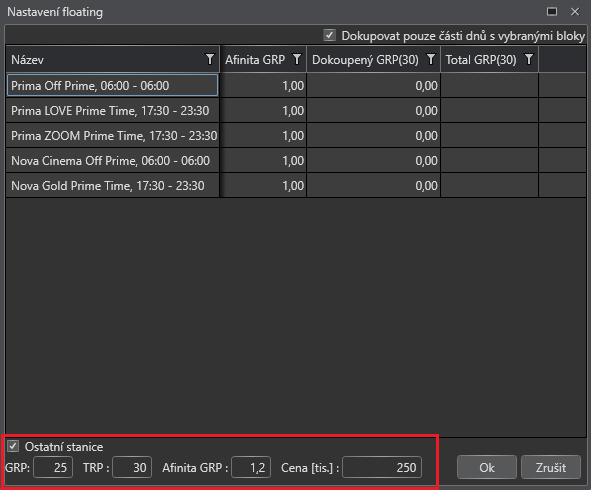 Nastavení floating
Dokupovat pouze části dnů s vybranými bloky
Název Afinita GRP Dokoupený GRP(30) Total GRP(30)
Prima Off Prime, 06:00 - 06:00 1,00 0,00
Prima LOVE Prime Time, 17:30 - 23:30 1,00 0,00
Prima ZOOM Prime Time, 17:30 - 23:30 1,00 0,00
Nova Cinema Off Prime, 06:00 - 06:00 1,00 0,00
Nova Gold Prime Time, 17:30 - 23:30 1,00 0,00
Ostatní stanice
GRP: 25 TRP : 30 Afinita GRP : 1,2 Cena [tis.] : 250 Ok Zrušit